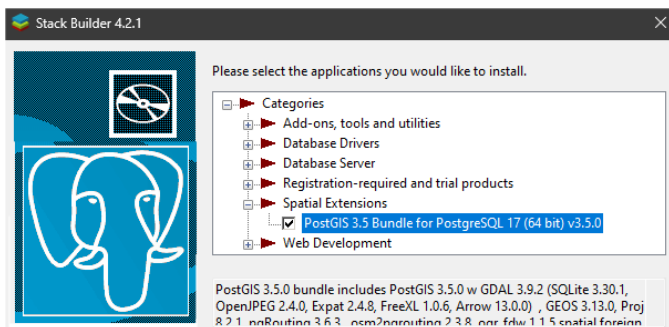 Stack Builder 4.2.1
Please select the applications you would like to install.
Categories
Add-ons, tools and utilities
Database Drivers
Database Server
Registration-required and trial products
Spatial Extensions
PostGIS 3.5 Bundle for PostgreSQL 17 (64 bit) v3.5.0
Web Development
PostGIS 3.5.0 bundle includes PostGIS 3.5.0 w GDAL 3.9.2 (SQLite 3.30.1,
OpenJPEG 2.4.0, Expat 2.4.8, FreeXL 1.0.6, Arrow 13.0.0) , GEOS 3.13.0, Proj
8.2.1, pgRouting 3.6.3, osm2pgrouting 2.3.8, ogr_fdw 1.1.5 spatial foreign